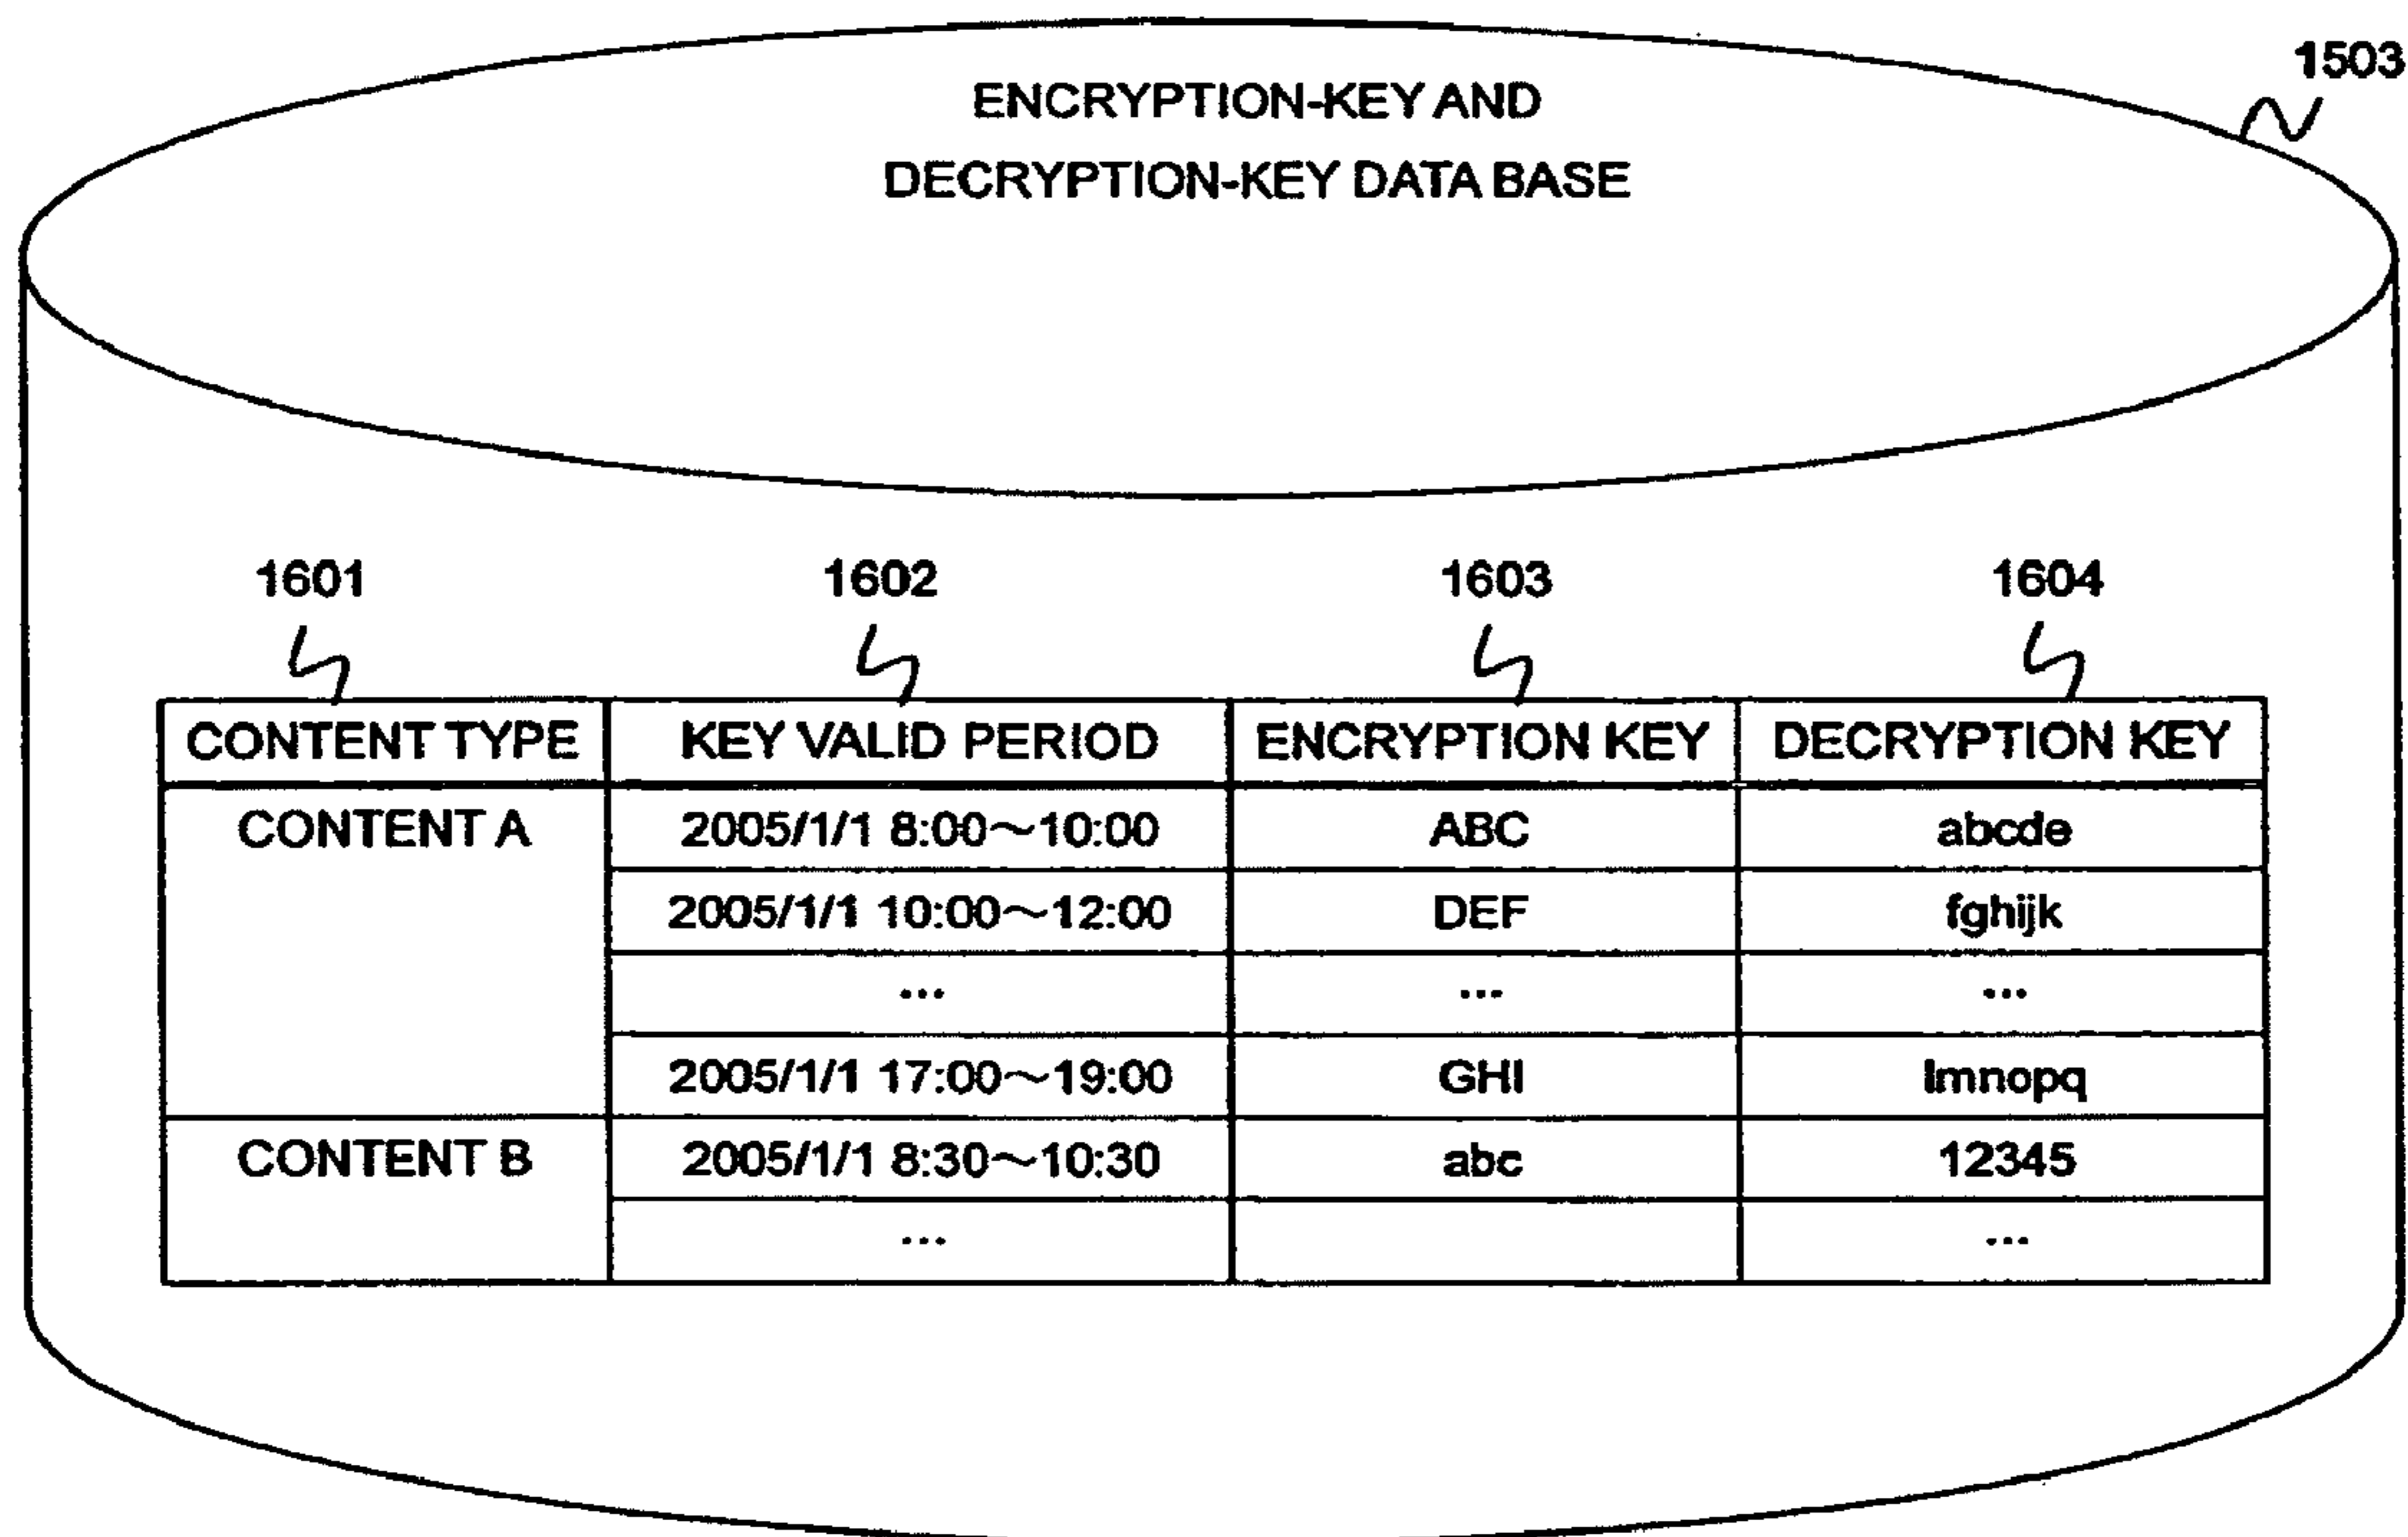 1503
ENCRYPTION-KEY AND
DECRYPTION-KEY DATA BASE
1601 1602 1603 1604
CONTENT TYPE KEY VALID PERIOD ENCRYPTION KEY DECRYPTION KEY
CONTENT A 2005/1/1 8:00~10:00 ABC abcde
2005/1/1 10:00~12:00 DEF fghijk
... ... ...
2005/1/1 17:00~19:00 GHI lmnopq
CONTENT B 2005/1/1 8:30~10:30 abc 12345
... ...